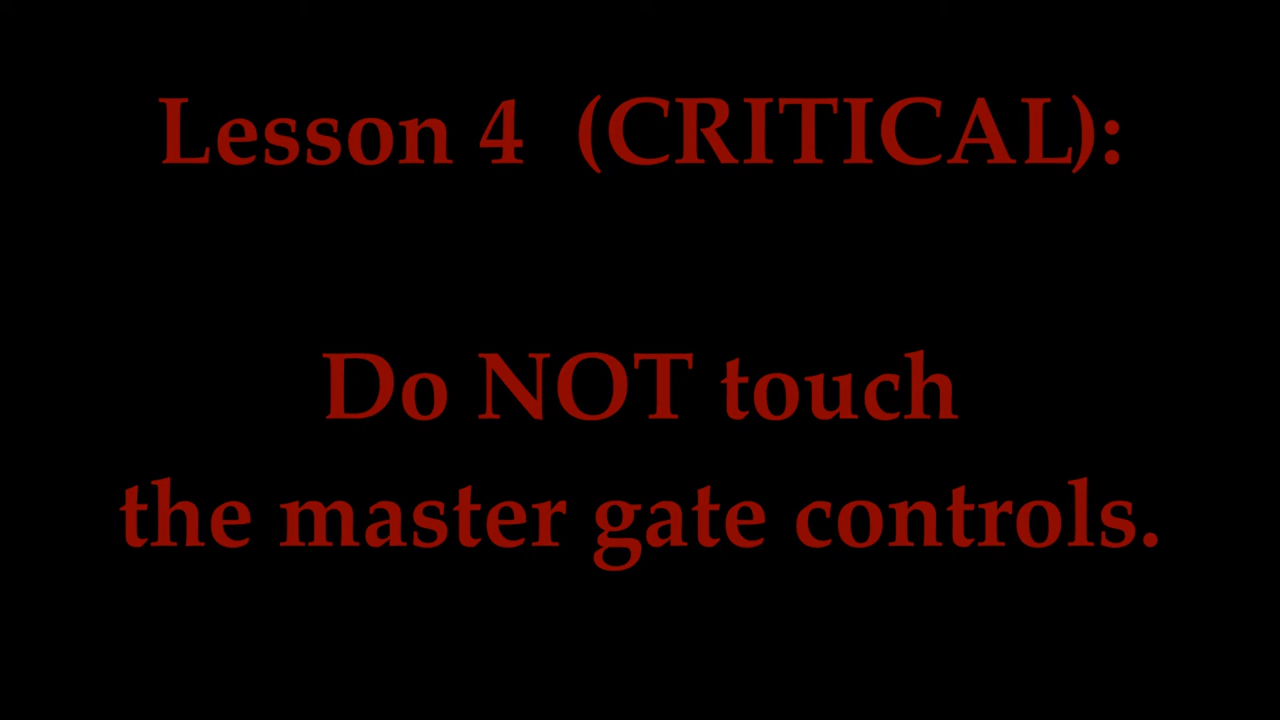 Lesson 4 (CRITICAL):
Do NOT touch
the master gate controls.